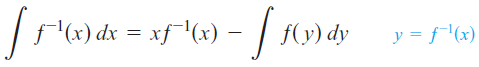 ∫ f⁻¹(x) dx = xf⁻¹(x) − ∫ f(y) dy y = f⁻¹(x)